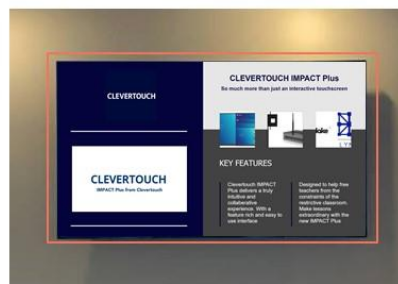 CLEVERTOUCH
CLEVERTOUCH
IMPACT Plus from Clevertouch
CLEVERTOUCH IMPACT Plus
So much more than just an interactive touchscreen
lake
LYN
KEY FEATURES
Clevertouch IMPACT
Plus delivers a truly
intuitive and
collaborative
experience. With a
feature rich and easy to
use interface
Designed to help free
teachers from the
constraints of the
restrictive classroom.
Make lessons
extraordinary with the
new IMPACT Plus